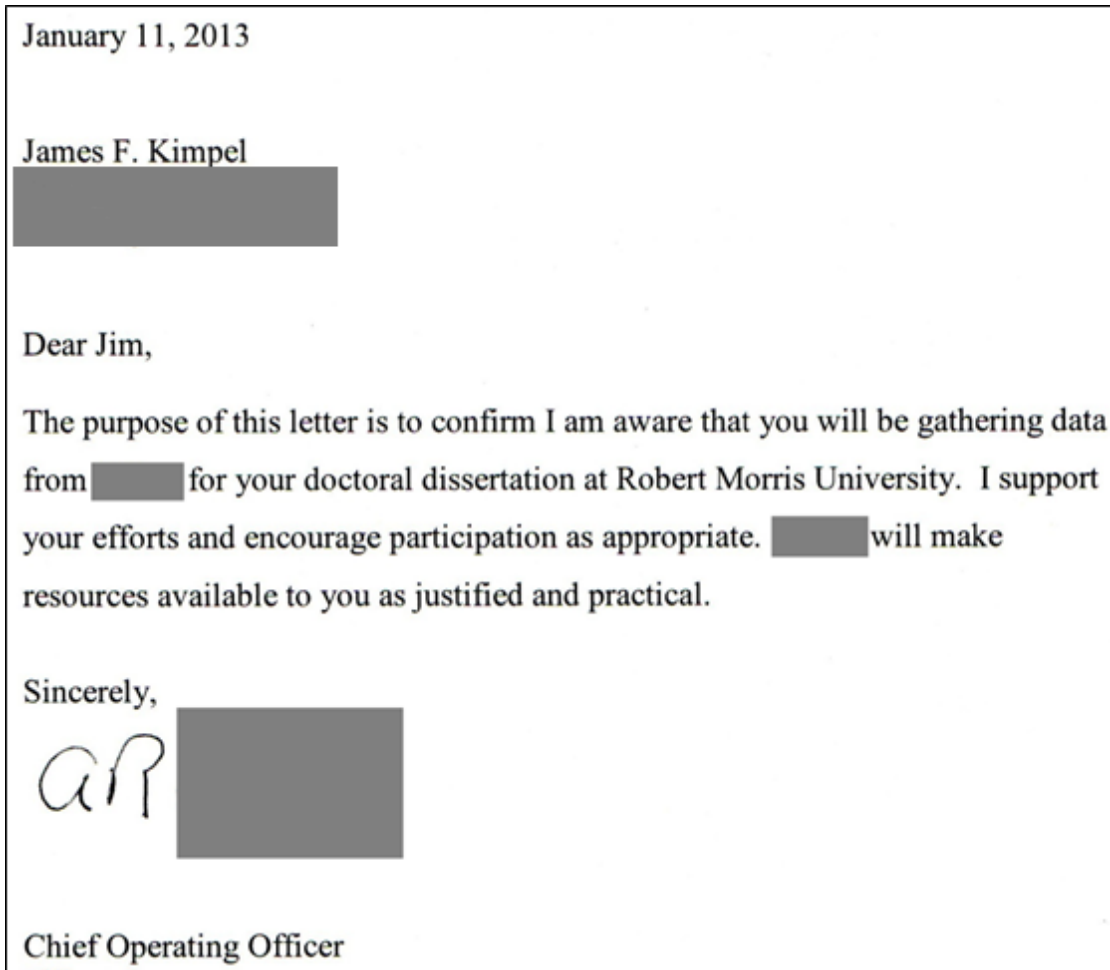 January 11, 2013
James F. Kimpel
Dear Jim,
The purpose of this letter is to confirm I am aware that you will be gathering data
from for your doctoral dissertation at Robert Morris University. I support
your efforts and encourage participation as appropriate. will make
resources available to you as justified and practical.
Sincerely,
Chief Operating Officer